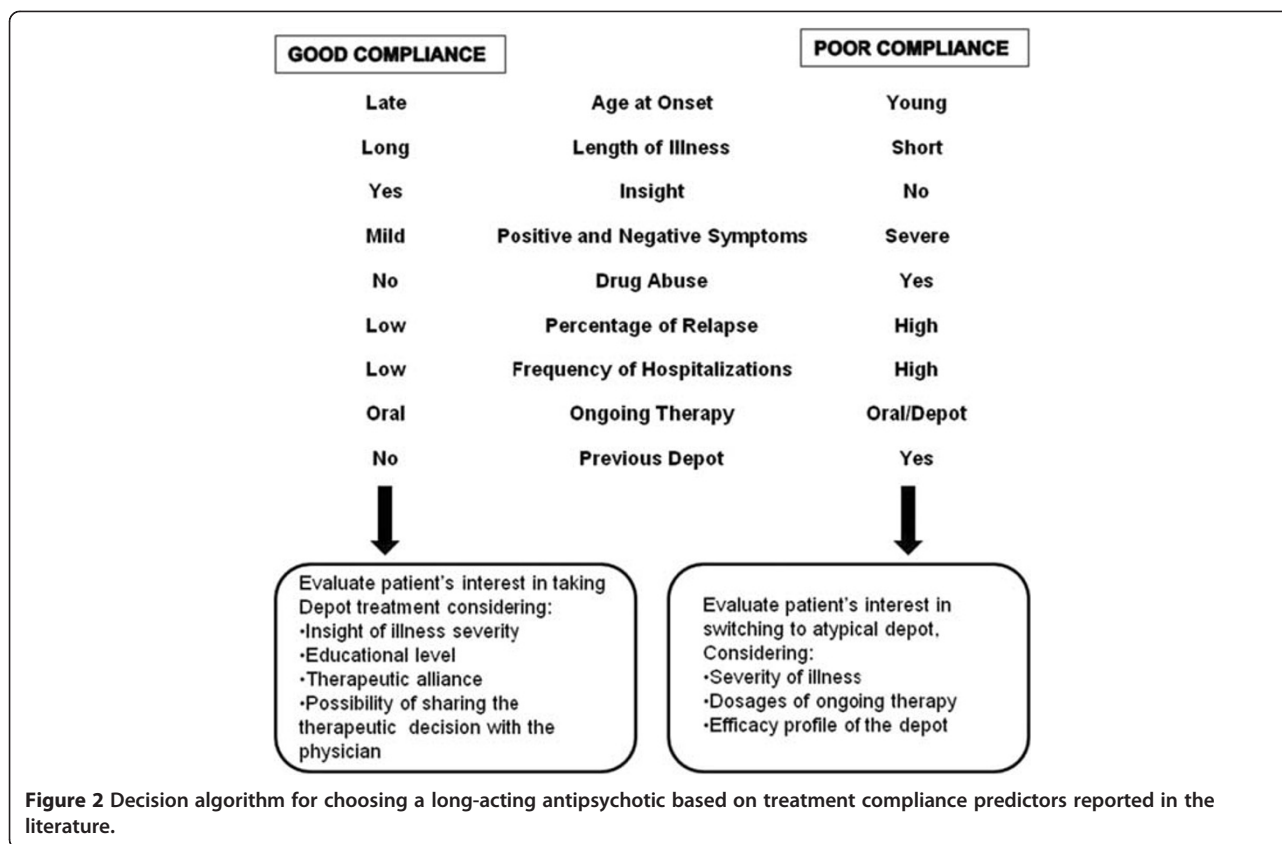 GOOD COMPLIANCE POOR COMPLIANCE
Late Age at Onset Young
Long Length of Illness Short
Yes Insight No
Mild Positive and Negative Symptoms Severe
No Drug Abuse Yes
Low Percentage of Relapse High
Low Frequency of Hospitalizations High
Oral Ongoing Therapy Oral/Depot
No Previous Depot Yes
Evaluate patient's interest in taking
Depot treatment considering:
•Insight of illness severity
•Educational level
•Therapeutic alliance
•Possibility of sharing the
therapeutic decision with the
physician
Evaluate patient's interest in
switching to atypical depot,
Considering:
•Severity of illness
•Dosages of ongoing therapy
•Efficacy profile of the depot
Figure 2 Decision algorithm for choosing a long-acting antipsychotic based on treatment compliance predictors reported in the
literature.